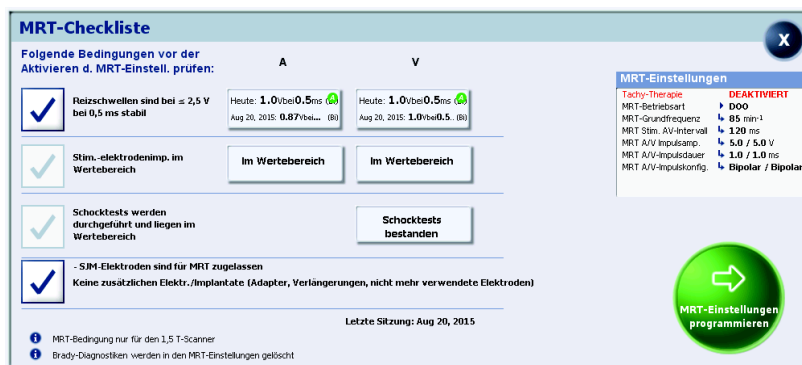 MRT-Checkliste
X
Folgende Bedingungen vor der
Aktivieren d. MRT-Einstell. prüfen:
A
V
Reizschwellen sind bei ≤ 2,5 V
bei 0,5 ms stabil
Heute: 1.0Vbei0.5ms (Bi)
Aug 20, 2015: 0.87Vbei... (Bi)
Heute: 1.0Vbei0.5ms (Bi)
Aug 20, 2015: 1.0Vbei0.5.. (Bi)
Stim.-elektrodenimp. im
Wertebereich
Im Wertebereich
Im Wertebereich
Schocktests werden
durchgeführt und liegen im
Wertebereich
Schocktests
bestanden
- SJM-Elektroden sind für MRT zugelassen
Keine zusätzlichen Elektr./Implantate (Adapter, Verlängerungen, nicht mehr verwendete Elektroden)
Letzte Sitzung: Aug 20, 2015
MRT-Bedingung nur für den 1,5 T-Scanner
Brady-Diagnostiken werden in den MRT-Einstellungen gelöscht
MRT-Einstellungen
Tachy-Therapie DEAKTIVIERT
MRT-Betriebsart DOO
MRT-Grundfrequenz 85 min-1
MRT Stim. AV-Intervall 120 ms
MRT A/V Impulsamp. 5.0 / 5.0 V
MRT A/V-Impulsdauer 1.0 / 1.0 ms
MRT A/V-Impulskonfig. Bipolar / Bipolar
MRT-Einstellungen
programmieren